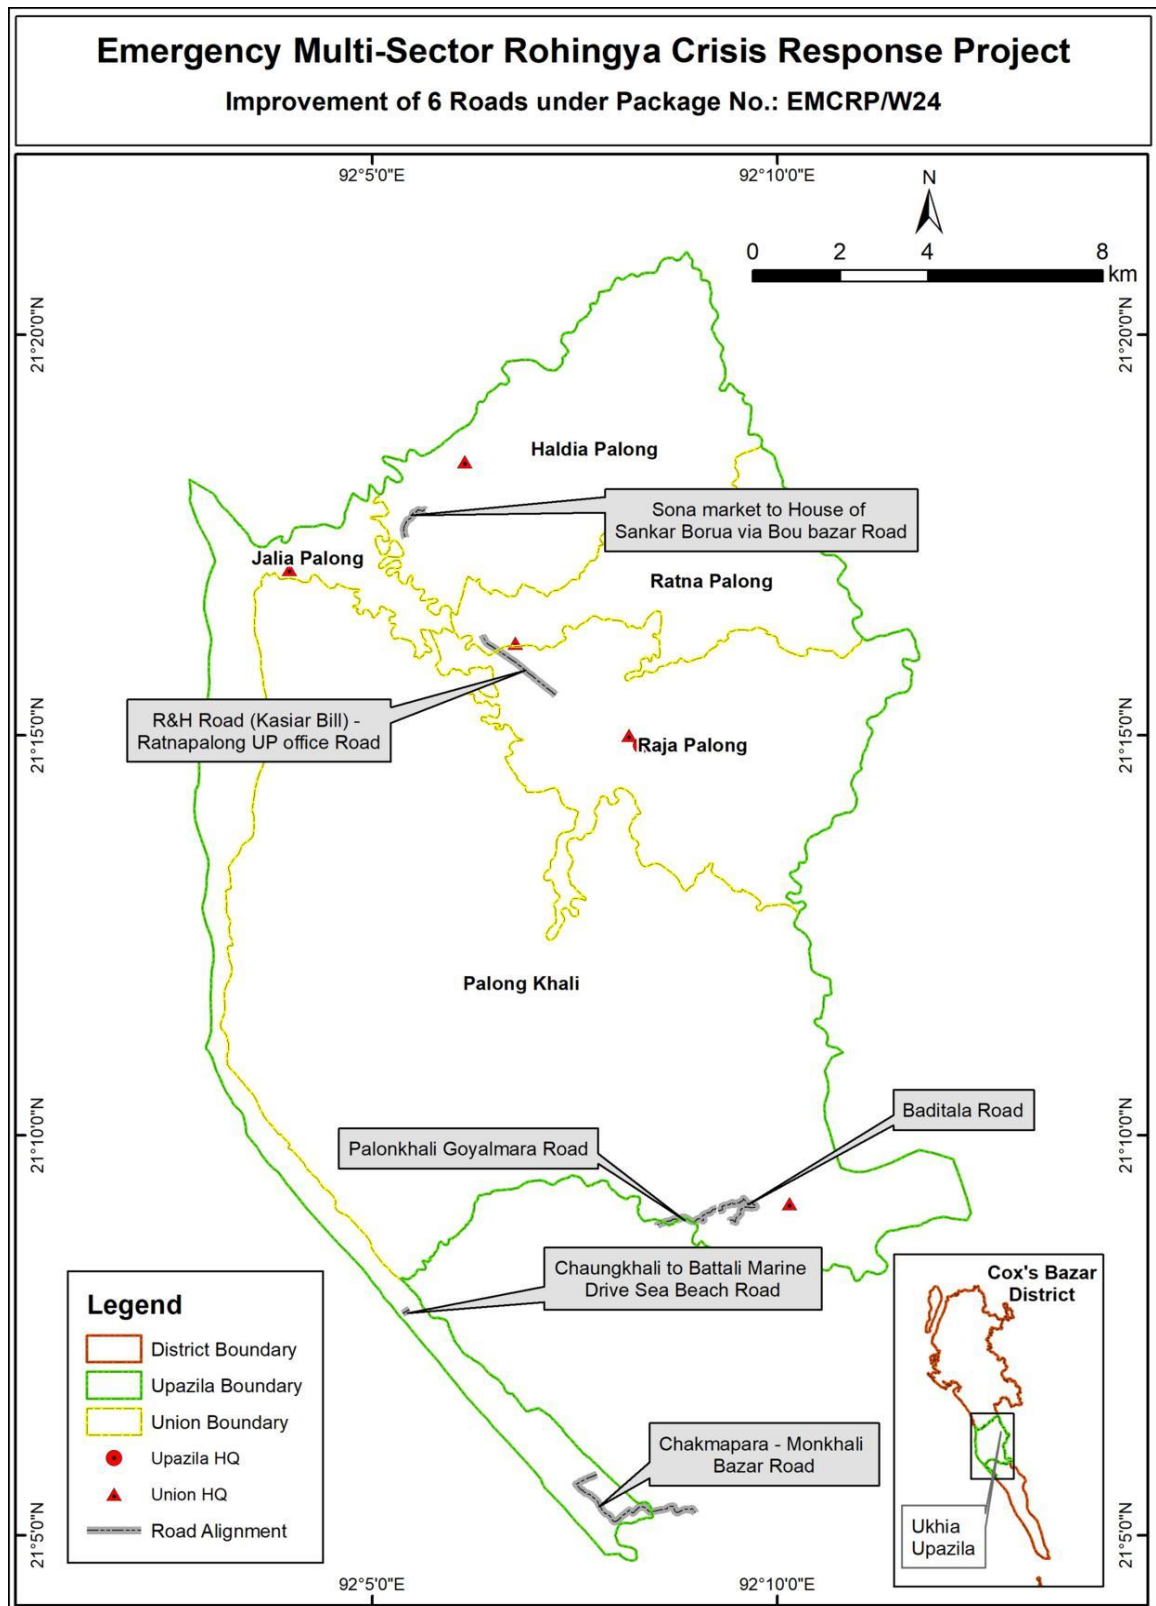 Emergency Multi-Sector Rohingya Crisis Response Project
Improvement of 6 Roads under Package No.: EMCRP/W24
92°5'0"E
92°10'0"E
N
0 2 4 8
km
21°20'0"N
21°20'0"N
Haldia Palong
Sona market to House of
Sankar Borua via Bou bazar Road
Jalia Palong
Ratna Palong
R&H Road (Kasiar Bill) -
Ratnapalong UP office Road
Raja Palong
21°15'0"N
21°15'0"N
Palong Khali
Baditala Road
Palonkhali Goyalmara Road
21°10'0"N
21°10'0"N
Chaungkhali to Battali Marine
Drive Sea Beach Road
Cox's Bazar
District
Legend
District Boundary
Upazila Boundary
Union Boundary
Upazila HQ
Union HQ
Road Alignment
Chakmapara - Monkhali
Bazar Road
Ukhia
Upazila
21°5'0"N
21°5'0"N
92°5'0"E
92°10'0"E